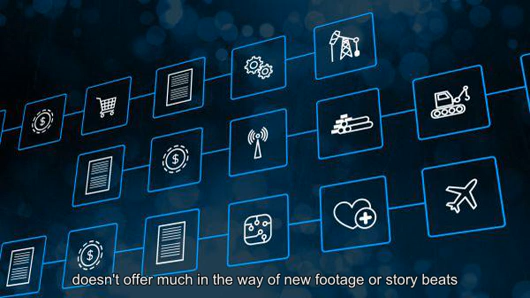 $
$
$
doesn't offer much in the way of new footage or story beats